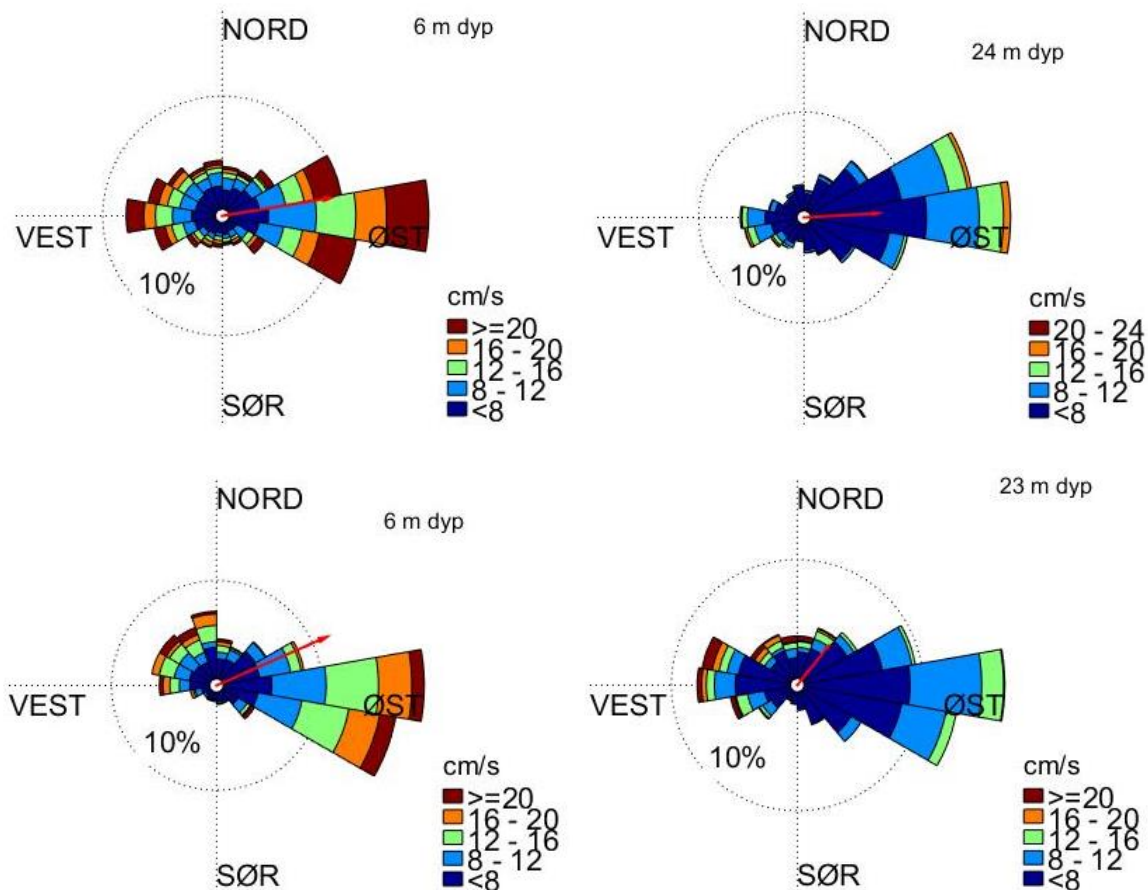 NORD
6 m dyp
VEST
ØST
10%
SØR
cm/s
>=20
16 - 20
12 - 16
8 - 12
<8
NORD
24 m dyp
VEST
ØST
10%
SØR
cm/s
20 - 24
16 - 20
12 - 16
8 - 12
<8
NORD
6 m dyp
VEST
ØST
10%
SØR
cm/s
>=20
16 - 20
12 - 16
8 - 12
<8
NORD
23 m dyp
VEST
ØST
10%
SØR
cm/s
>=20
16 - 20
12 - 16
8 - 12
<8